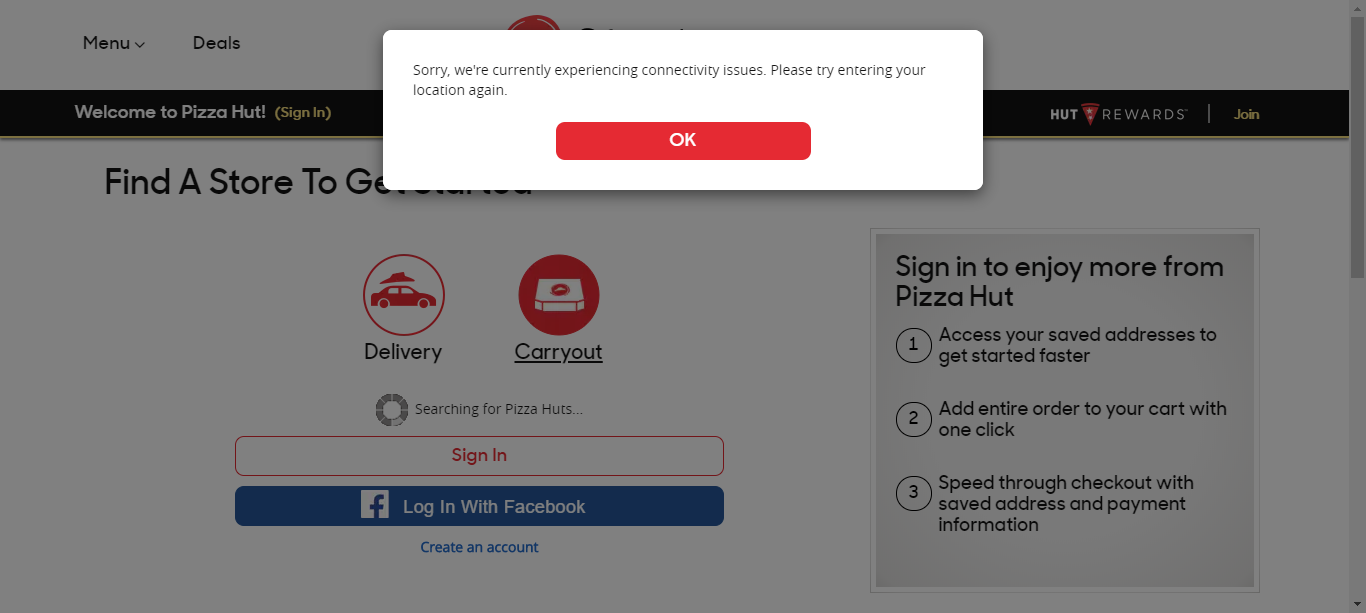 Menu
Deals
Sorry, we're currently experiencing connectivity issues. Please try entering your
location again.
OK
Welcome to Pizza Hut! (Sign In)
HUT REWARDS
Join
Find A Store To Get Started
Delivery
Carryout
Searching for Pizza Huts...
Sign In
Log In With Facebook
Create an account
Sign in to enjoy more from
Pizza Hut
1 Access your saved addresses to
get started faster
2 Add entire order to your cart with
one click
3 Speed through checkout with
saved address and payment
information